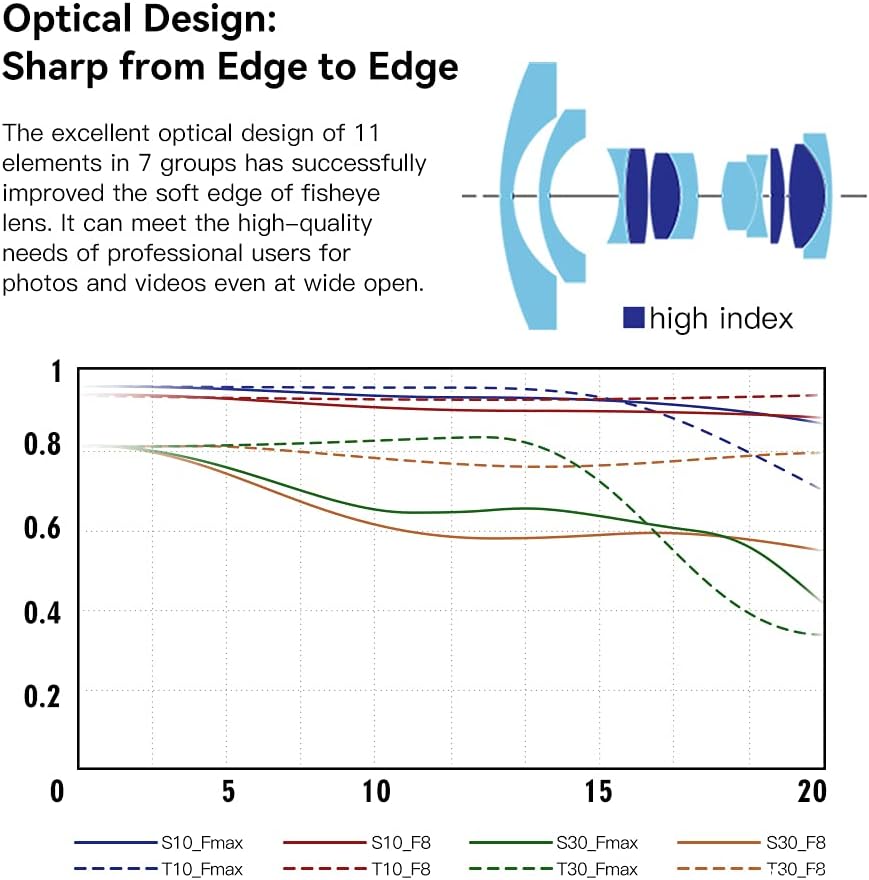 Optical Design:
Sharp from Edge to Edge
The excellent optical design of 11
elements in 7 groups has successfully
improved the soft edge of fisheye
lens. It can meet the high-quality
needs of professional users for
photos and videos even at wide open.
high index
1
0.8
0.6
0.4
0.2
0 5 10 15 20
S10_Fmax S10_F8 S30_Fmax S30_F8
T10_Fmax T10_F8 T30_Fmax T30_F8